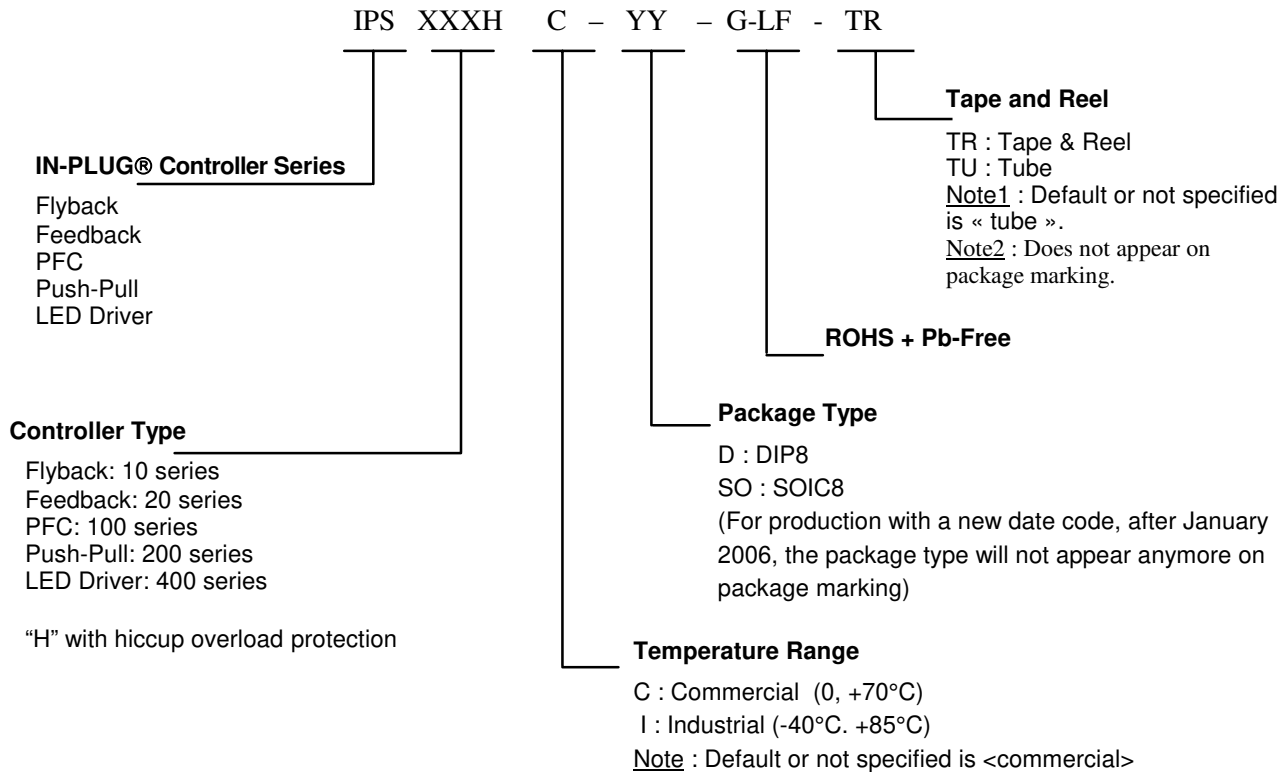 IPS XXXH C – YY – G-LF - TR
Tape and Reel
TR : Tape & Reel
TU : Tube
Note1 : Default or not specified
is « tube ».
Note2 : Does not appear on
package marking.
IN-PLUG® Controller Series
Flyback
Feedback
PFC
Push-Pull
LED Driver
ROHS + Pb-Free
Package Type
D : DIP8
SO : SOIC8
(For production with a new date code, after January
2006, the package type will not appear anymore on
package marking)
Controller Type
Flyback: 10 series
Feedback: 20 series
PFC: 100 series
Push-Pull: 200 series
LED Driver: 400 series
“H” with hiccup overload protection
Temperature Range
C : Commercial (0, +70°C)
I : Industrial (-40°C. +85°C)
Note : Default or not specified is <commercial>